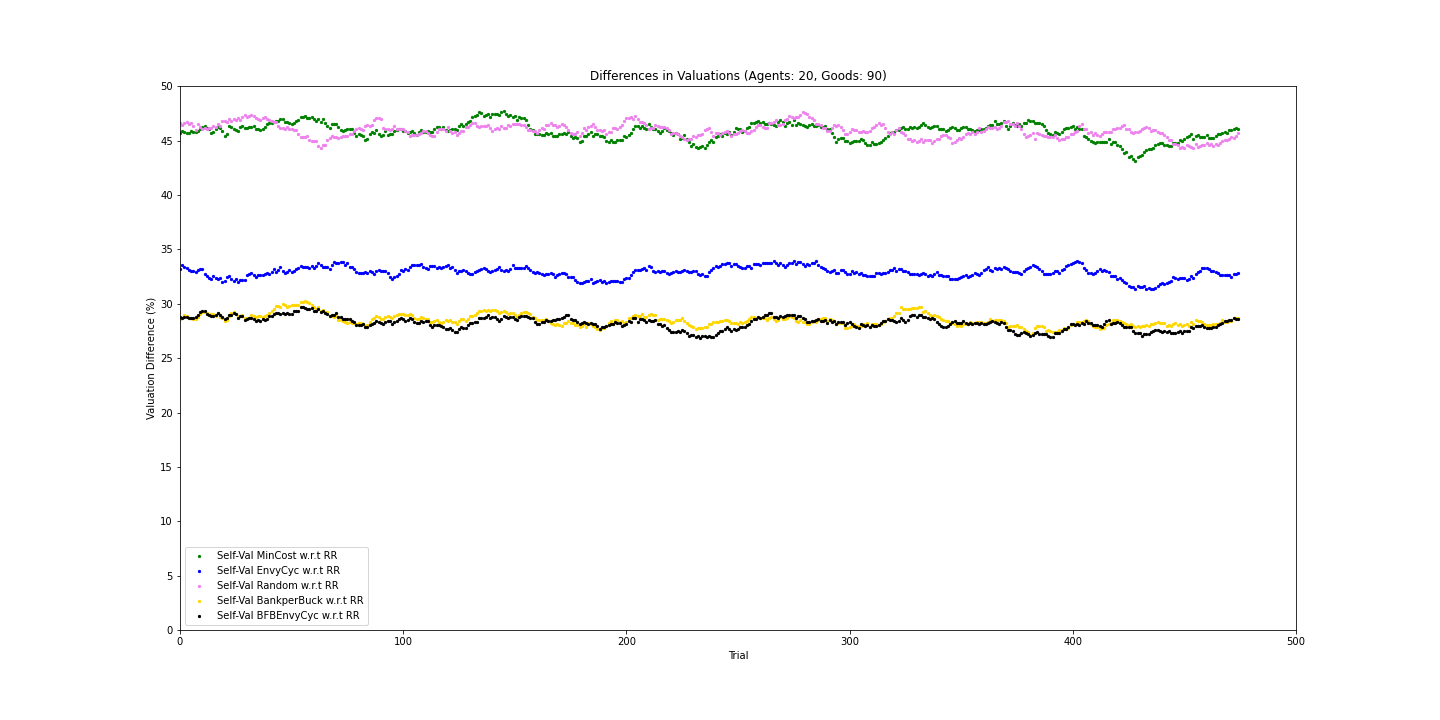 Differences in Valuations (Agents: 20, Goods: 90)
50
45
40
35
30
25
20
15
10
5
0
Valuation Difference (%)
Self-Val MinCost w.r.t RR
Self-Val EnvyCyc w.r.t RR
Self-Val Random w.r.t RR
Self-Val BankperBuck w.r.t RR
Self-Val BFBEnvyCyc w.r.t RR
0 100 200 300 400 500
Trial